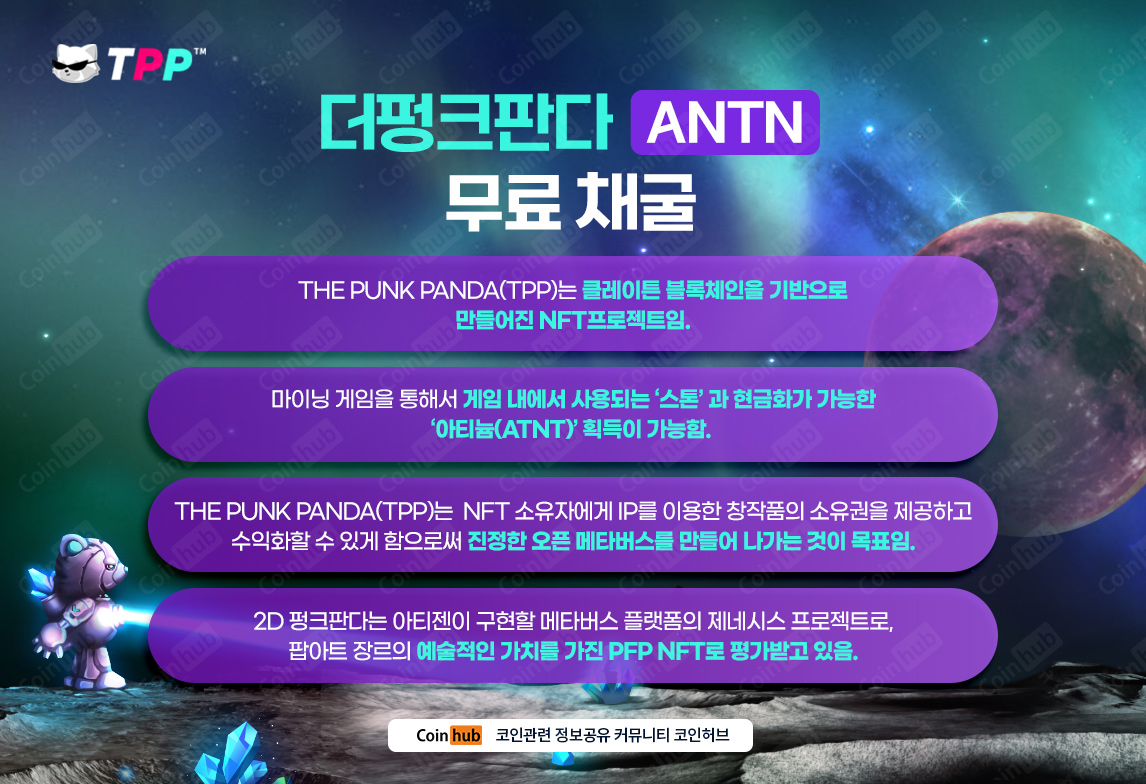 TPP™
더펑크판다 ANTN
무료 채굴
THE PUNK PANDA(TPP)는 클레이튼 블록체인을 기반으로
만들어진 NFT프로젝트임.
마이닝 게임을 통해서 게임 내에서 사용되는 ‘스톤’ 과 현금화가 가능한
‘아티늄(ATNT)’ 획득이 가능함.
THE PUNK PANDA(TPP)는 NFT 소유자에게 IP를 이용한 창작품의 소유권을 제공하고
수익화할 수 있게 함으로써 진정한 오픈 메타버스를 만들어 나가는 것이 목표임.
2D 펑크판다는 아티젠이 구현할 메타버스 플랫폼의 제네시스 프로젝트로,
팝아트 장르의 예술적인 가치를 가진 PFP NFT로 평가받고 있음.
Coin hub 코인관련 정보공유 커뮤니티 코인허브